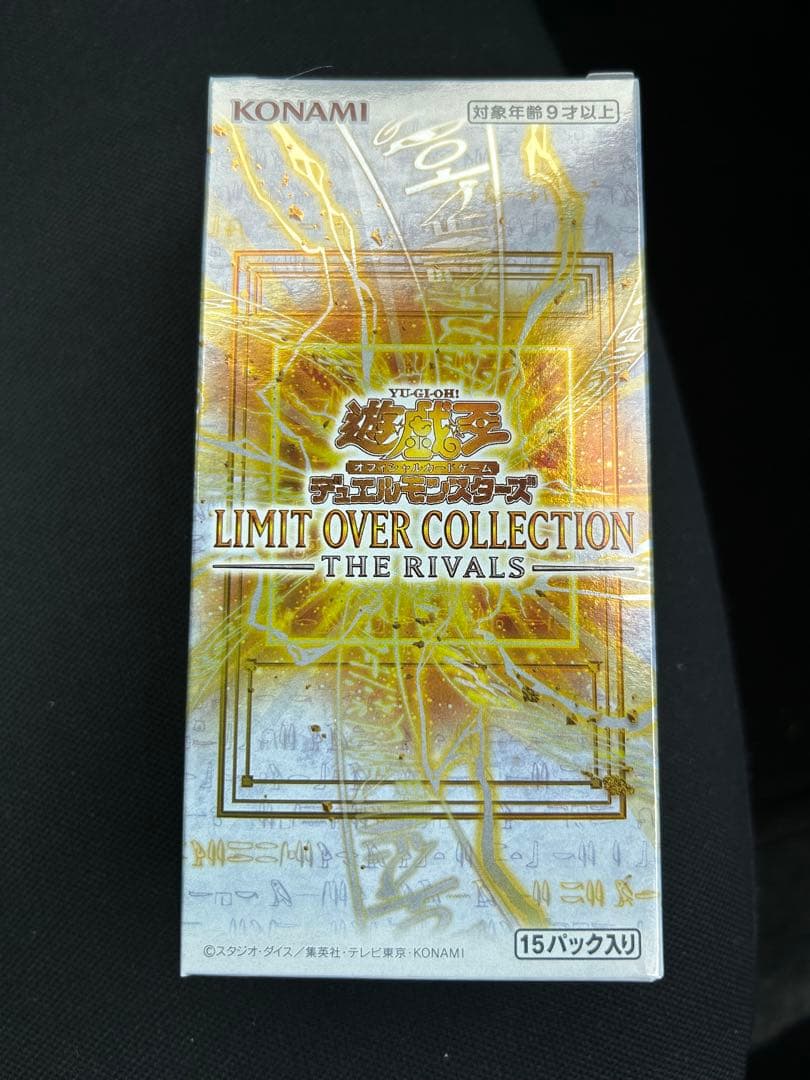 KONAMI
対象年齢9才以上
YU-GI-OH!
遊戯王
オフィシャルカードゲーム
デュエルモンスターズ
LIMIT OVER COLLECTION
THE RIVALS
15パック入り
©スタジオ・ダイス/集英社・テレビ東京・KONAMI